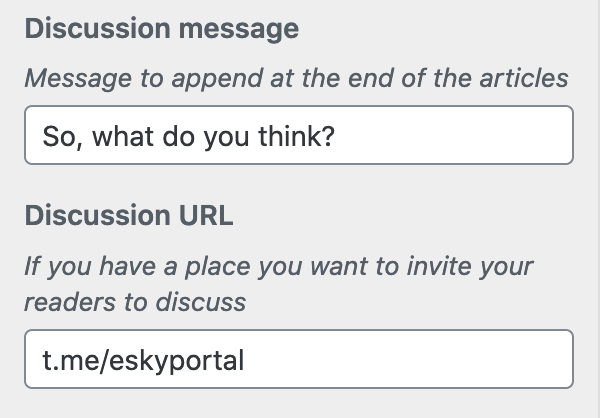 Discussion message
Message to append at the end of the articles
So, what do you think?
Discussion URL
If you have a place you want to invite your
readers to discuss
t.me/eskyportal